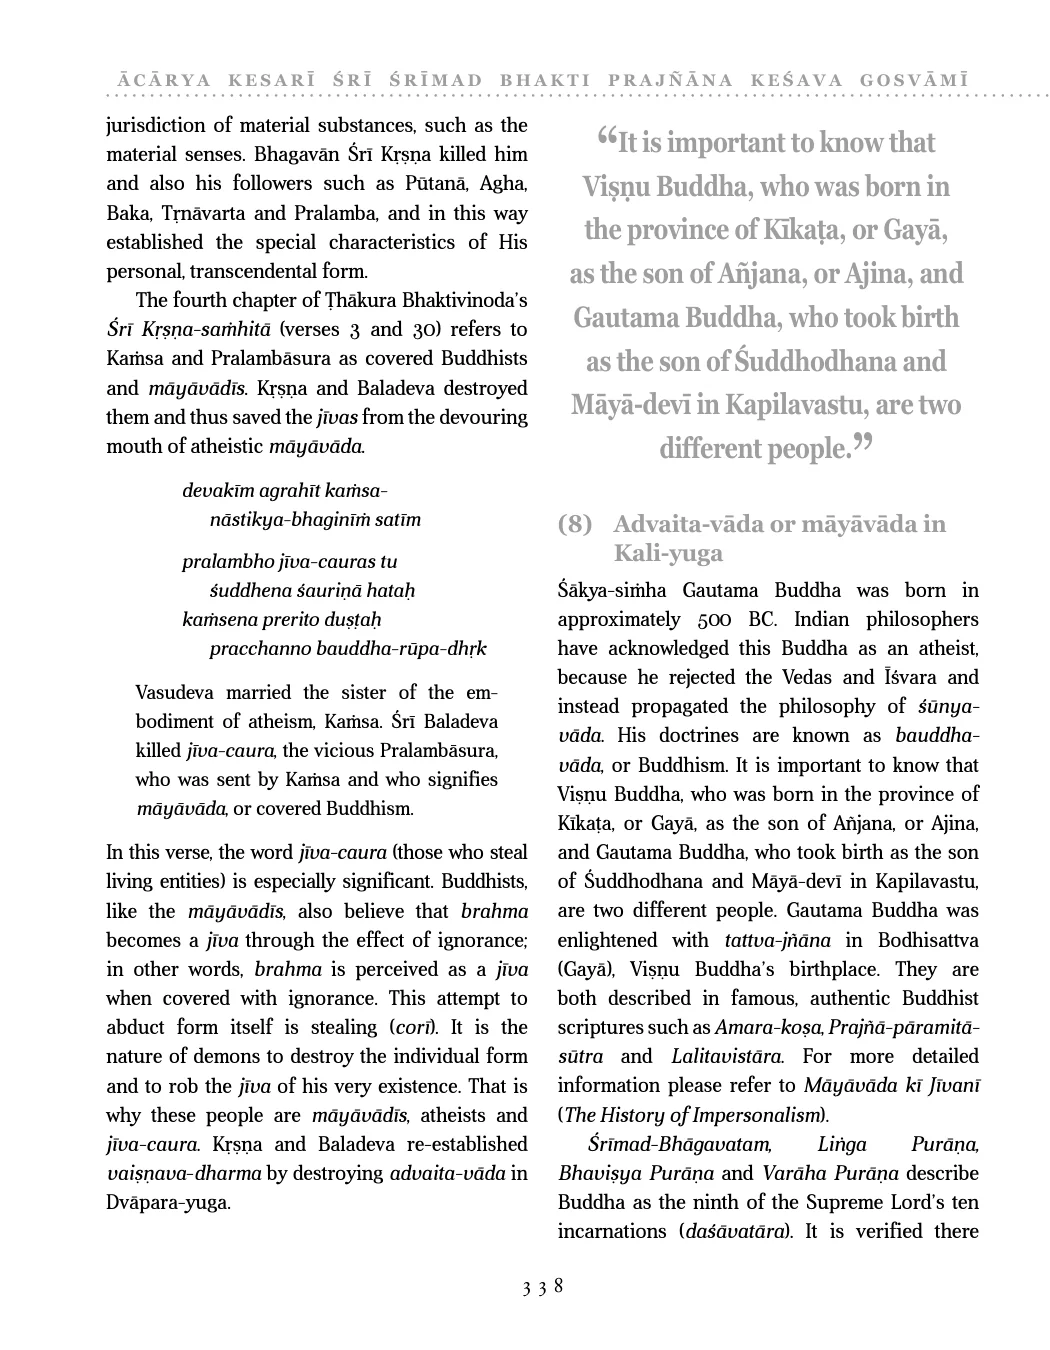 ĀCĀRYA KESARĪ ŚRĪ ŚRĪMAD BHAKTI PRAJÑĀNA KEŚAVA GOSVĀMĪ
jurisdiction of material substances, such as the
material senses. Bhagavān Śrī Kṛṣṇa killed him
and also his followers such as Pūtanā, Agha,
Baka, Tṛnāvarta and Pralamba, and in this way
established the special characteristics of His
personal, transcendental form.
The fourth chapter of Ṭhākura Bhaktivinoda’s
Śrī Kṛṣṇa-saṁhitā (verses 3 and 30) refers to
Kaṁsa and Pralambāsura as covered Buddhists
and māyāvādīs. Kṛṣṇa and Baladeva destroyed
them and thus saved the jīvas from the devouring
mouth of atheistic māyāvāda.
devakīm agrahīt kaṁsa-
nāstikya-bhaginīṁ satīm
pralambho jīva-cauras tu
śuddhena śauriṇā hataḥ
kaṁsena prerito duṣṭaḥ
pracchanno bauddha-rūpa-dhṛk
Vasudeva married the sister of the em-
bodiment of atheism, Kaṁsa. Śrī Baladeva
killed jīva-caura, the vicious Pralambāsura,
who was sent by Kaṁsa and who signifies
māyāvāda, or covered Buddhism.
In this verse, the word jīva-caura (those who steal
living entities) is especially significant. Buddhists,
like the māyāvādīs, also believe that brahma
becomes a jīva through the effect of ignorance;
in other words, brahma is perceived as a jīva
when covered with ignorance. This attempt to
abduct form itself is stealing (corī). It is the
nature of demons to destroy the individual form
and to rob the jīva of his very existence. That is
why these people are māyāvādīs, atheists and
jīva-caura. Kṛṣṇa and Baladeva re-established
vaiṣṇava-dharma by destroying advaita-vāda in
Dvāpara-yuga.
“It is important to know that
Viṣṇu Buddha, who was born in
the province of Kīkaṭa, or Gayā,
as the son of Añjana, or Ajina, and
Gautama Buddha, who took birth
as the son of Śuddhodhana and
Māyā-devī in Kapilavastu, are two
different people.”
(8) Advaita-vāda or māyāvāda in
Kali-yuga
Śākya-siṁha Gautama Buddha was born in
approximately 500 BC. Indian philosophers
have acknowledged this Buddha as an atheist,
because he rejected the Vedas and Īśvara and
instead propagated the philosophy of śūnya-
vāda. His doctrines are known as bauddha-
vāda, or Buddhism. It is important to know that
Viṣṇu Buddha, who was born in the province of
Kīkaṭa, or Gayā, as the son of Añjana, or Ajina,
and Gautama Buddha, who took birth as the son
of Śuddhodhana and Māyā-devī in Kapilavastu,
are two different people. Gautama Buddha was
enlightened with tattva-jñāna in Bodhisattva
(Gayā), Viṣṇu Buddha’s birthplace. They are
both described in famous, authentic Buddhist
scriptures such as Amara-koṣa, Prajñā-pāramitā-
sūtra and Lalitavistāra. For more detailed
information please refer to Māyāvāda kī Jīvanī
(The History of Impersonalism).
Śrīmad-Bhāgavatam, Liṅga Purāṇa,
Bhaviṣya Purāṇa and Varāha Purāṇa describe
Buddha as the ninth of the Supreme Lord’s ten
incarnations (daśāvatāra). It is verified there
338